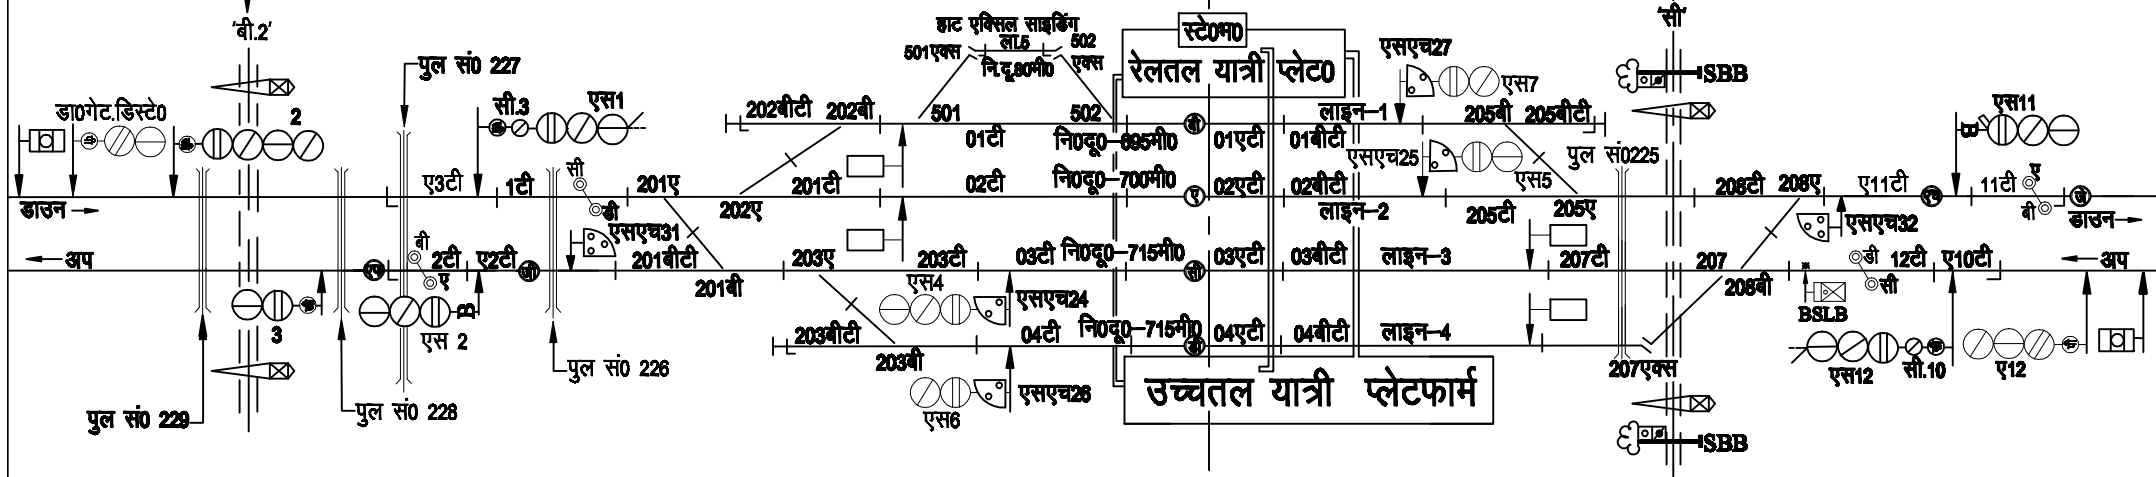 'बी.2'
हाट एक्सिल साइडिंग
501एक्स
ला.5
502
एक्स
नि.दू.80मी0
स्टे0भ0
रेलतल यात्री प्लेट0
'सी'
एसएच27
एस7
SBB
पुल सं0 227
डा0गेट.डिस्टे0
2
सी.3
एस1
202बीटी
202बी
501
502
लाइन-1
205बी
205बीटी
एस11
B
01टी
नि0दू0-695मी0
बी
01एटी
01बीटी
एसएच25
एस5
पुल सं0225
ए3टी
1टी
सी
डी
201ए
201टी
02टी
नि0दू0-700मी0
ए
02एटी
02बीटी
208टी
208ए
ए11टी
एच
11टी
ए
बी
जे
डाउन
202ए
लाइन-2
205टी
205ए
एसएच32
डाउन
एसएच31
अप
एफ
बी
2टी
ए
ए2टी
जी
201बीटी
203ए
203टी
03टी
नि0दू0-715मी0
सी
03एटी
03बीटी
लाइन-3
207टी
207
डी
12टी
ए10टी
अप
201बी
208बी
सी
एस4
एसएच24
BSLB
3
B
एस 2
203बीटी
04टी
नि0दू0-715मी0
डी
04एटी
04बीटी
लाइन-4
203बी
207एक्स
एस12
सी.10
ए12
पुल सं0 226
एस6
एसएच26
उच्चतल यात्री प्लेटफार्म
पुल सं0 229
पुल सं0 228
SBB